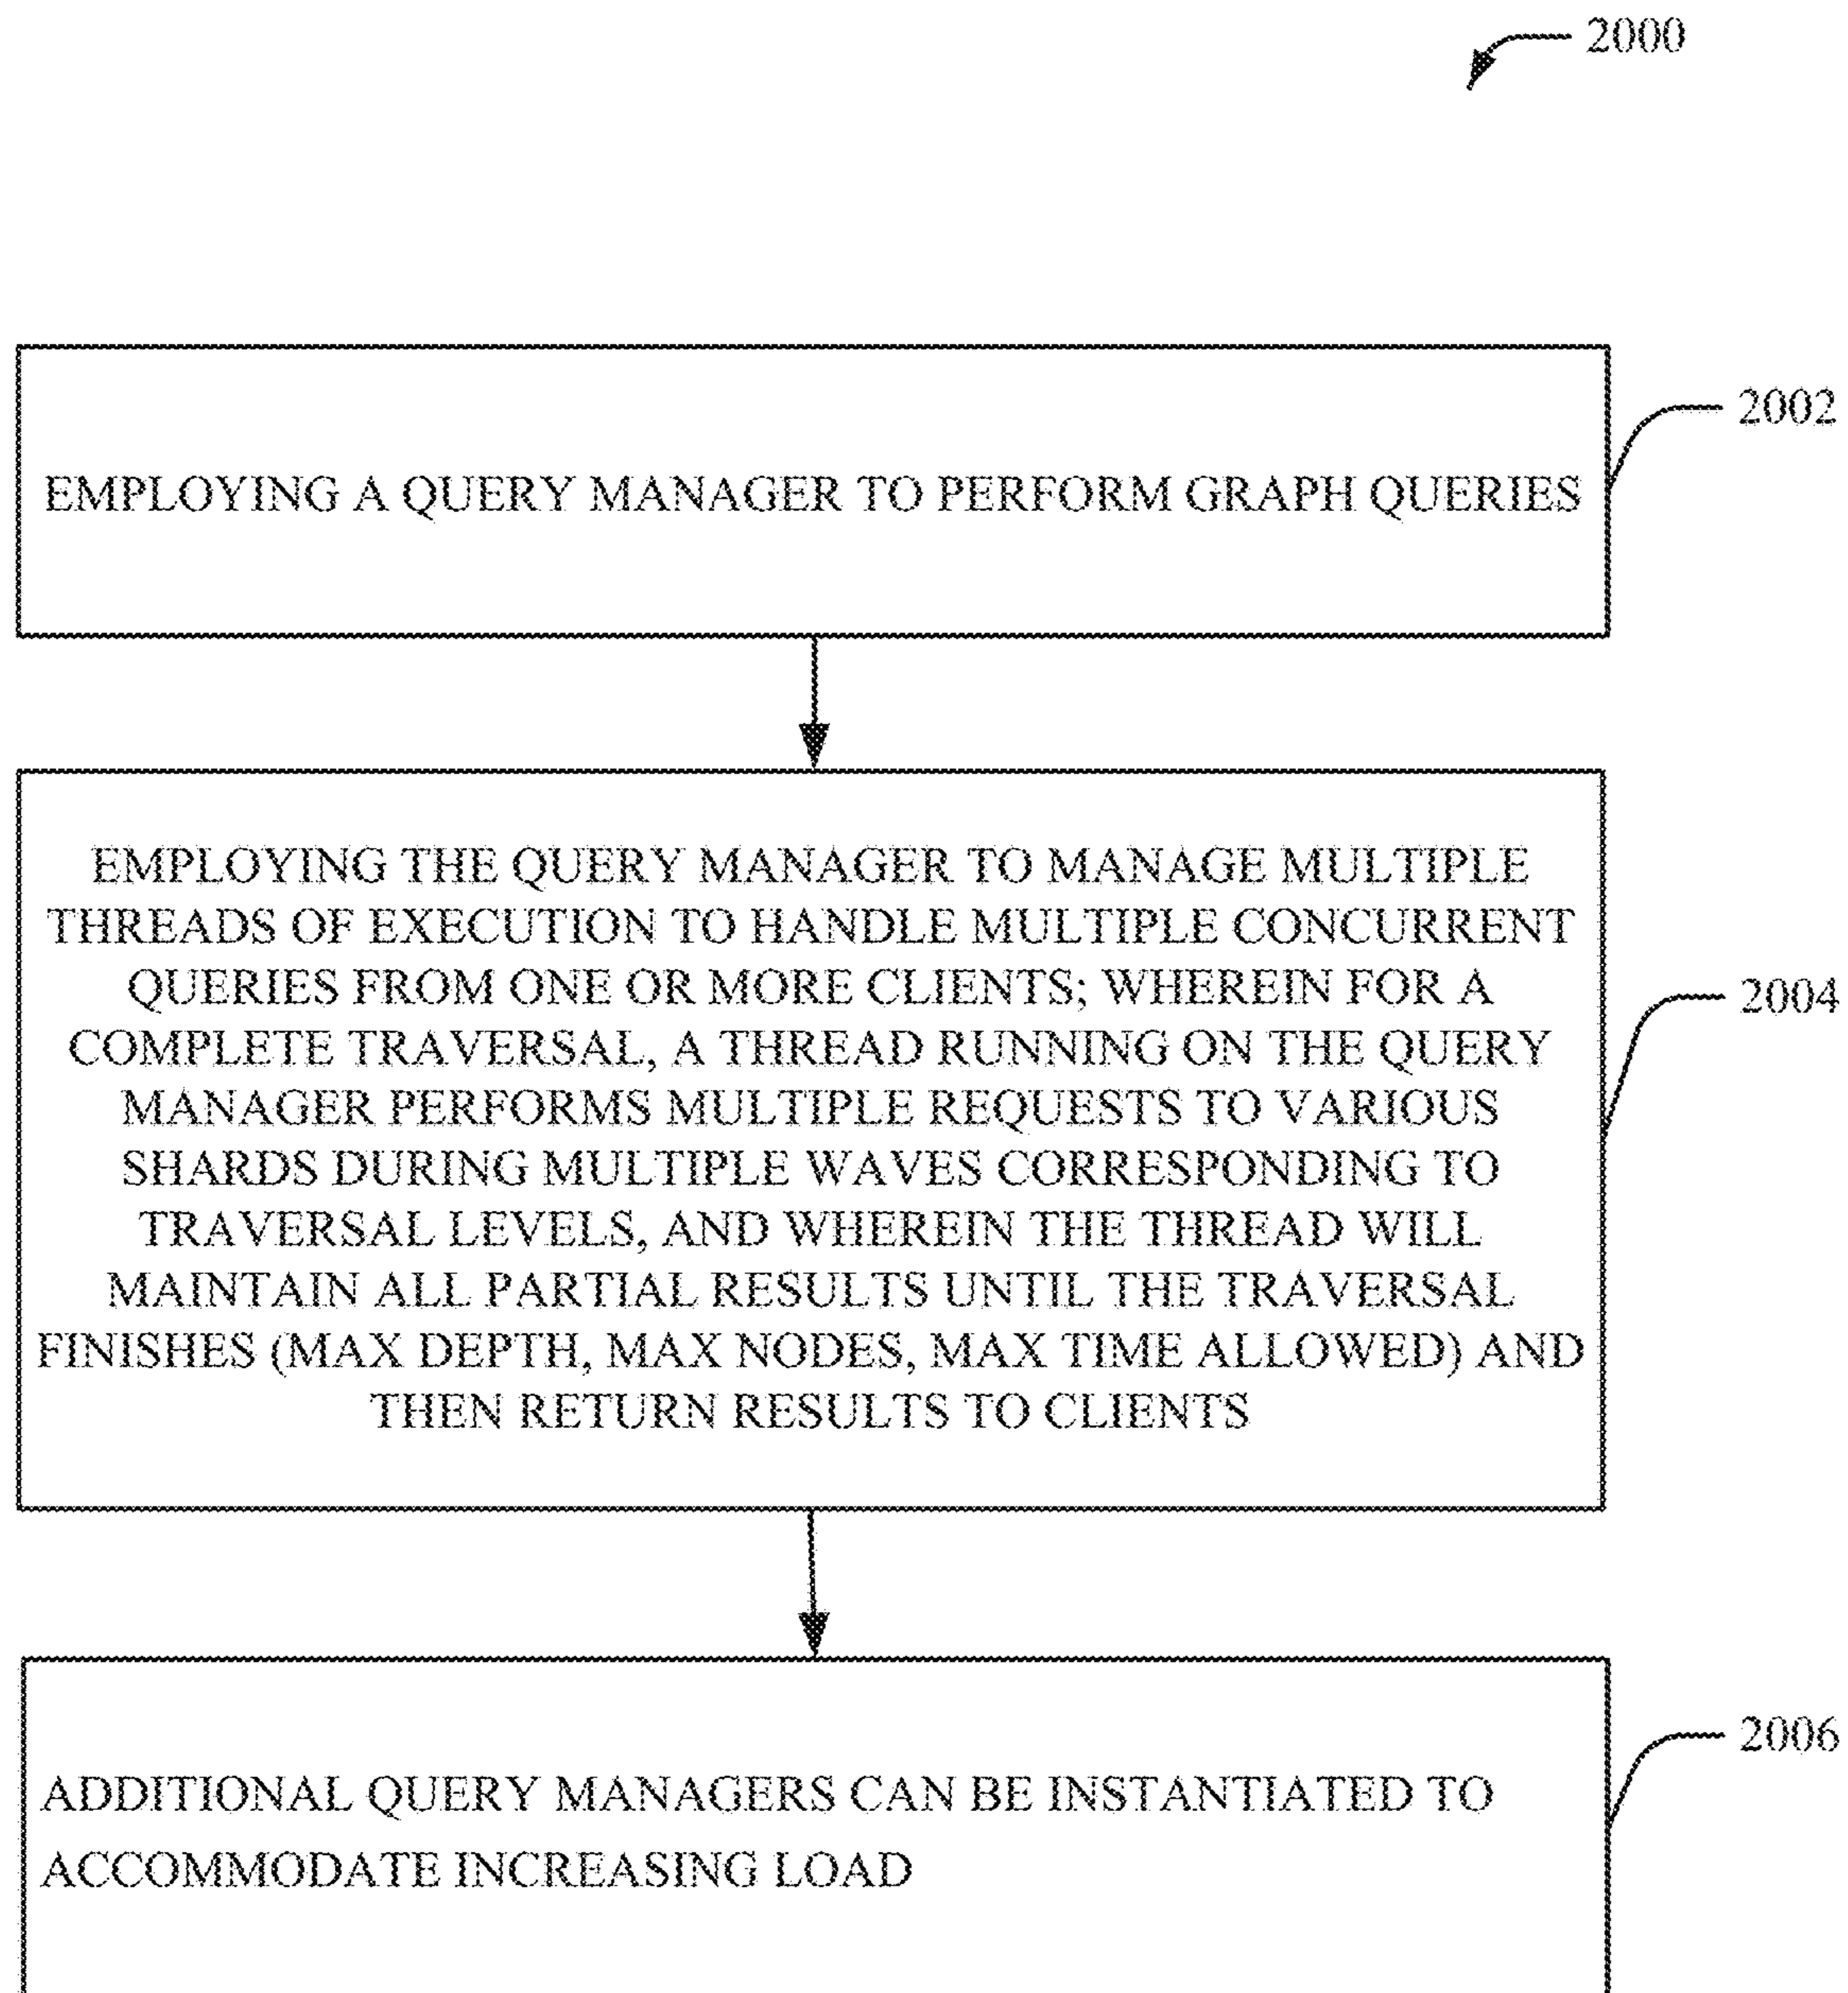 2000
2002
EMPLOYING A QUERY MANAGER TO PERFORM GRAPH QUERIES
EMPLOYING THE QUERY MANAGER TO MANAGE MULTIPLE
THREADS OF EXECUTION TO HANDLE MULTIPLE CONCURRENT
QUERIES FROM ONE OR MORE CLIENTS; WHEREIN FOR A
2004
COMPLETE TRAVERSAL, A THREAD RUNNING ON THE QUERY
MANAGER PERFORMS MULTIPLE REQUESTS TO VARIOUS
SHARDS DURING MULTIPLE WAVES CORRESPONDING TO
TRAVERSAL LEVELS, AND WHEREIN THE THREAD WILL
MAINTAIN ALL PARTIAL RESULTS UNTIL THE TRAVERSAL
FINISHES (MAX DEPTH, MAX NODES, MAX TIME ALLOWED) AND
THEN RETURN RESULTS TO CLIENTS
2006
ADDITIONAL QUERY MANAGERS CAN BE INSTANTIATED TO
ACCOMMODATE INCREASING LOAD